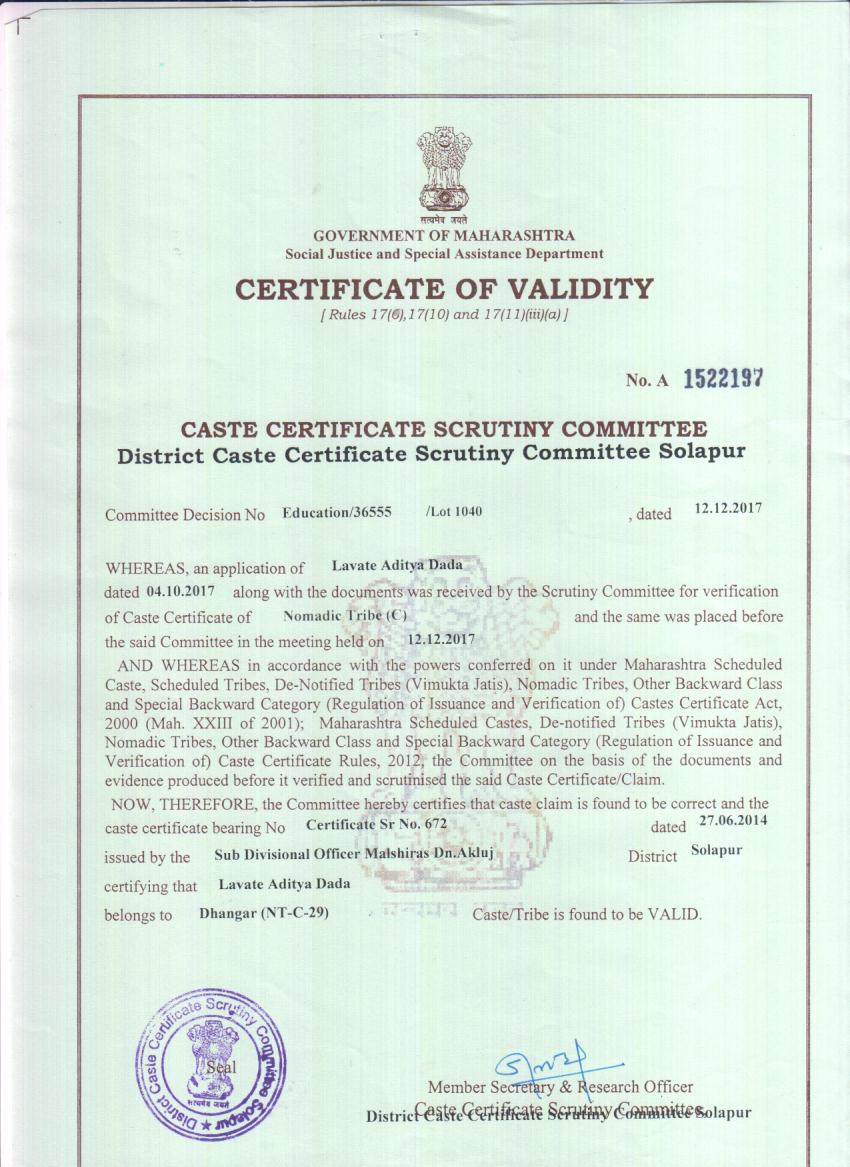 सत्यमेव जयते
GOVERNMENT OF MAHARASHTRA
Social Justice and Special Assistance Department
CERTIFICATE OF VALIDITY
[ Rules 17(6),17(10) and 17(11)(iii)(a) ]
No. A 1522197
CASTE CERTIFICATE SCRUTINY COMMITTEE
District Caste Certificate Scrutiny Committee Solapur
Committee Decision No Education/36555 /Lot 1040 , dated 12.12.2017
WHEREAS, an application of Lavate Aditya Dada
dated 04.10.2017 along with the documents was received by the Scrutiny Committee for verification
of Caste Certificate of Nomadic Tribe (C) and the same was placed before
the said Committee in the meeting held on 12.12.2017
AND WHEREAS in accordance with the powers conferred on it under Maharashtra Scheduled
Caste, Scheduled Tribes, De-Notified Tribes (Vimukta Jatis), Nomadic Tribes, Other Backward Class
and Special Backward Category (Regulation of Issuance and Verification of) Castes Certificate Act,
2000 (Mah. XXIII of 2001); Maharashtra Scheduled Castes, De-notified Tribes (Vimukta Jatis),
Nomadic Tribes, Other Backward Class and Special Backward Category (Regulation of Issuance and
Verification of) Caste Certificate Rules, 2012, the Committee on the basis of the documents and
evidence produced before it verified and scrutinised the said Caste Certificate/Claim.
NOW, THEREFORE, the Committee hereby certifies that caste claim is found to be correct and the
caste certificate bearing No Certificate Sr No. 672 dated 27.06.2014
issued by the Sub Divisional Officer Malshiras Dn.Akluj District Solapur
certifying that Lavate Aditya Dada
belongs to Dhangar (NT-C-29) Caste/Tribe is found to be VALID.
District Caste Certificate Scrutiny Committee Solapur
Seal
सत्यमेव जयते
Member Secretary & Research Officer
Caste Certificate Scrutiny Committee.
District Caste Certificate Scrutiny Committee Solapur